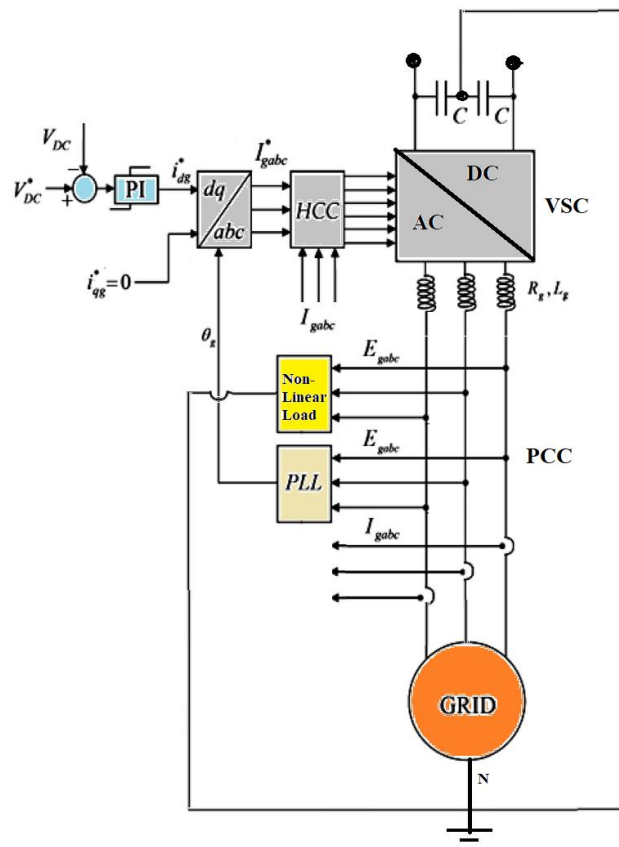 C C
V_DC
V*_DC
−
+
PI
i*_dg
dq
abc
I*_gabc
HCC
DC
AC
VSC
i*_qg=0
I_gabc
R_g, L_g
θ_g
E_gabc
Non-
Linear
Load
E_gabc
PLL
PCC
I_gabc
GRID
N